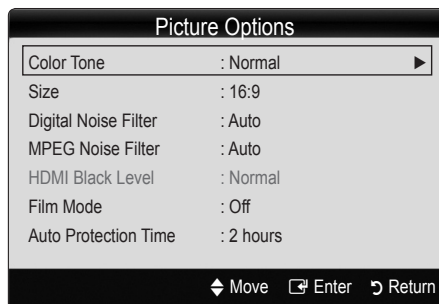 Picture Options
Color Tone : Normal ▶
Size : 16:9
Digital Noise Filter : Auto
MPEG Noise Filter : Auto
HDMI Black Level : Normal
Film Mode : Off
Auto Protection Time : 2 hours
Move Enter Return